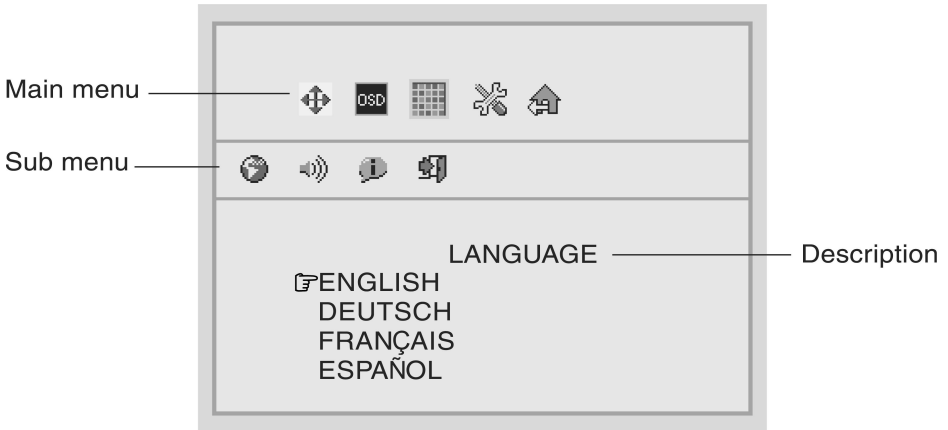 Main menu
OSD
Sub menu
i
LANGUAGE
Description
ENGLISH
DEUTSCH
FRANÇAIS
ESPAÑOL